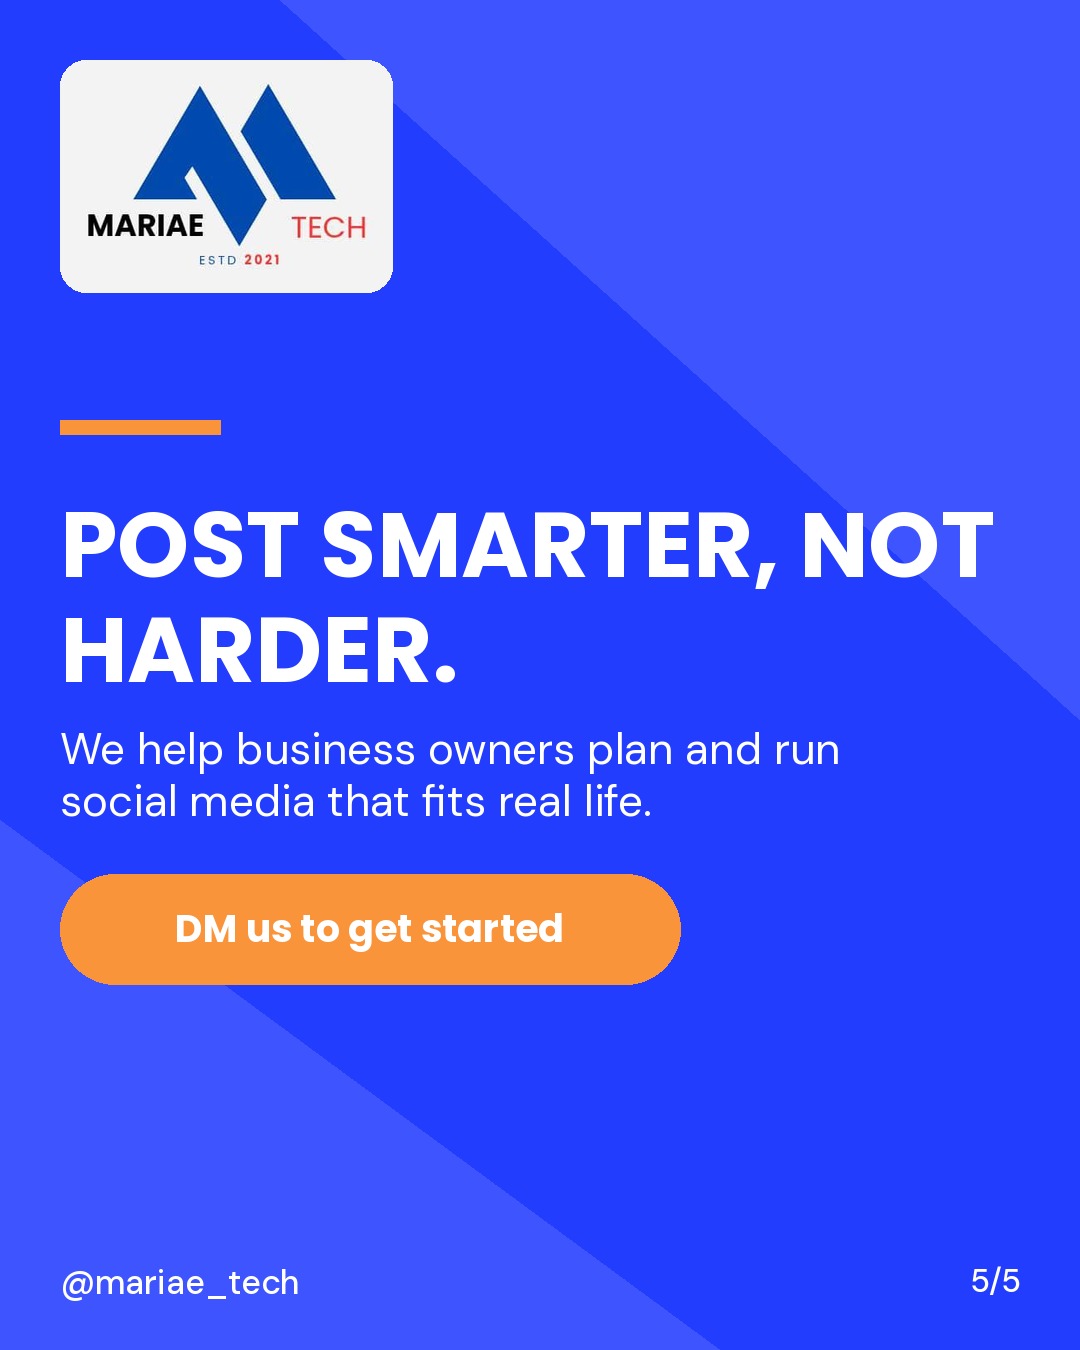 MARIAE TECH
ESTD 2021
POST SMARTER, NOT
HARDER.
We help business owners plan and run
social media that fits real life.
DM us to get started
@mariae_tech
5/5